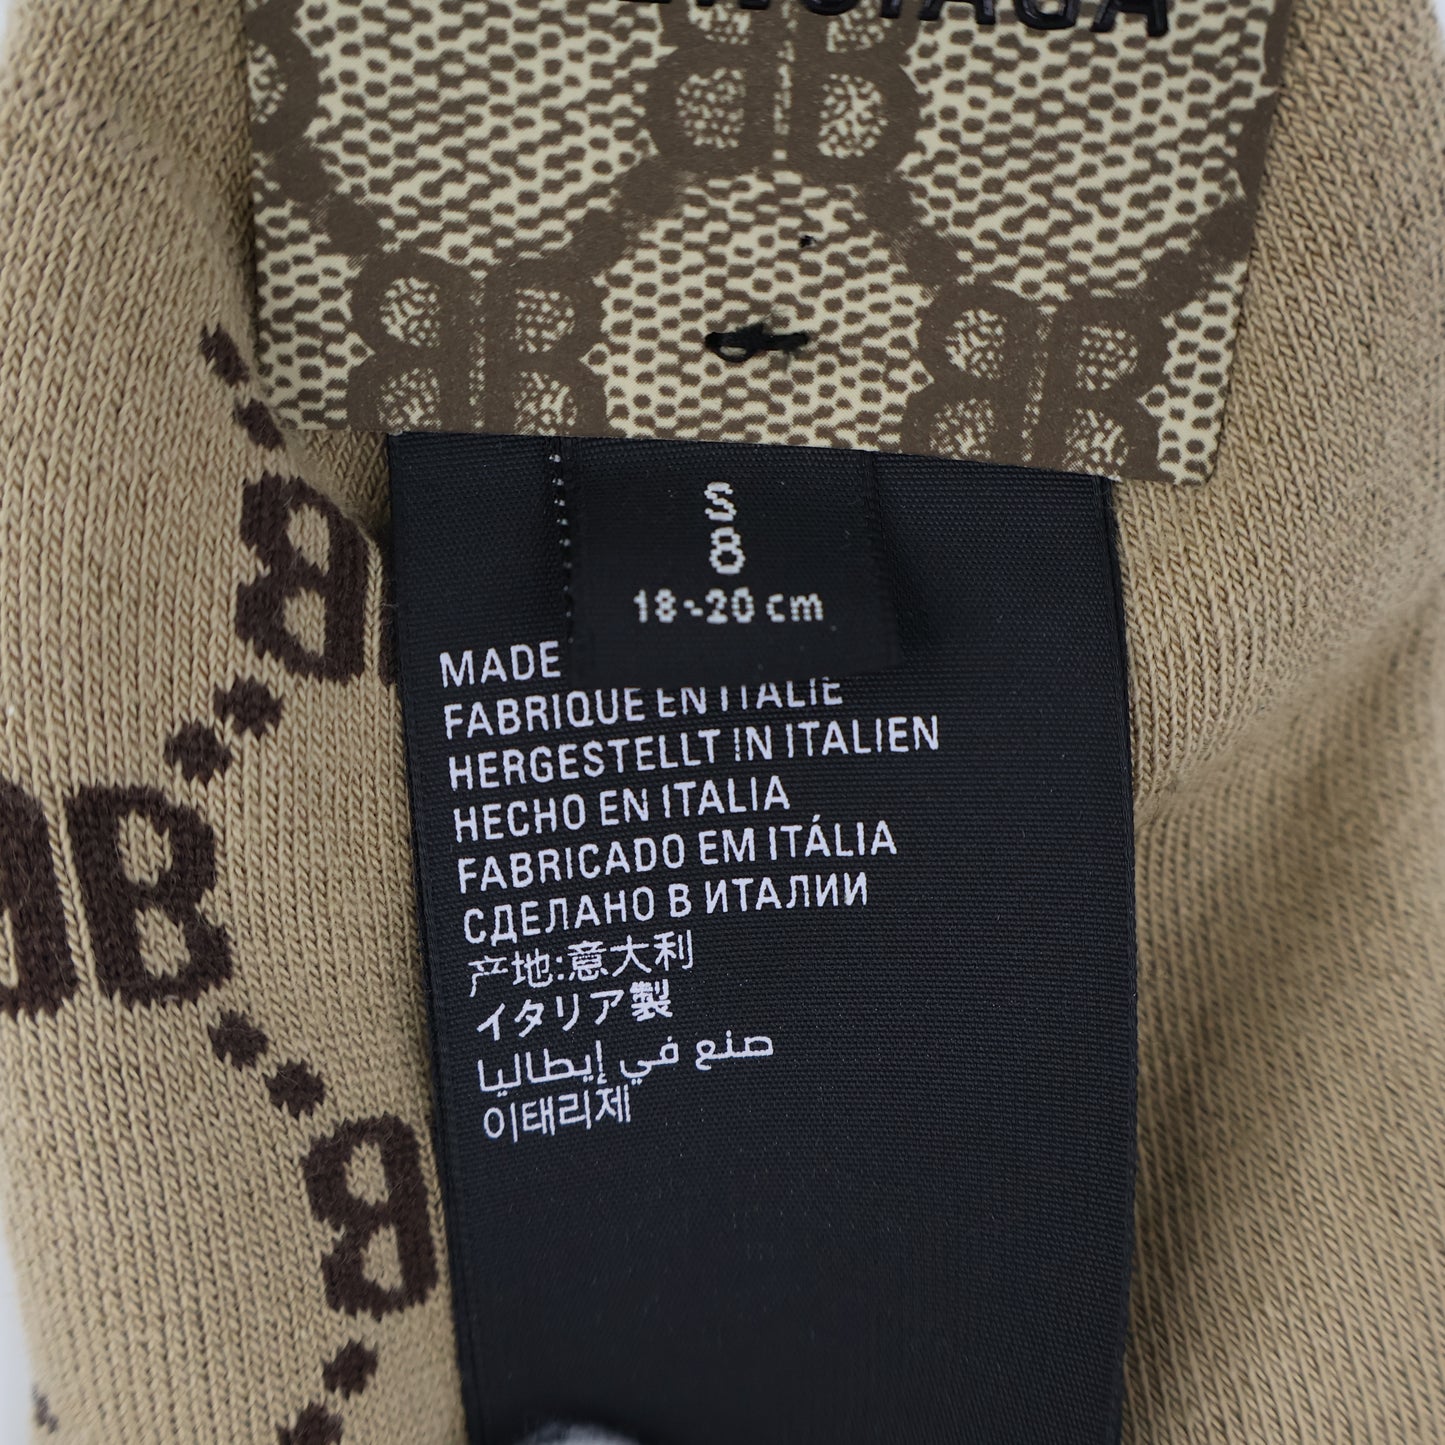 S
8
18-20 cm
MADE
FABRIQUÉ EN ITALIE
HERGESTELLT IN ITALIEN
HECHO EN ITALIA
FABRICADO EM ITÁLIA
СДЕЛАНО В ИТАЛИИ
产地:意大利
イタリア製
صنع في إيطاليا
이태리제